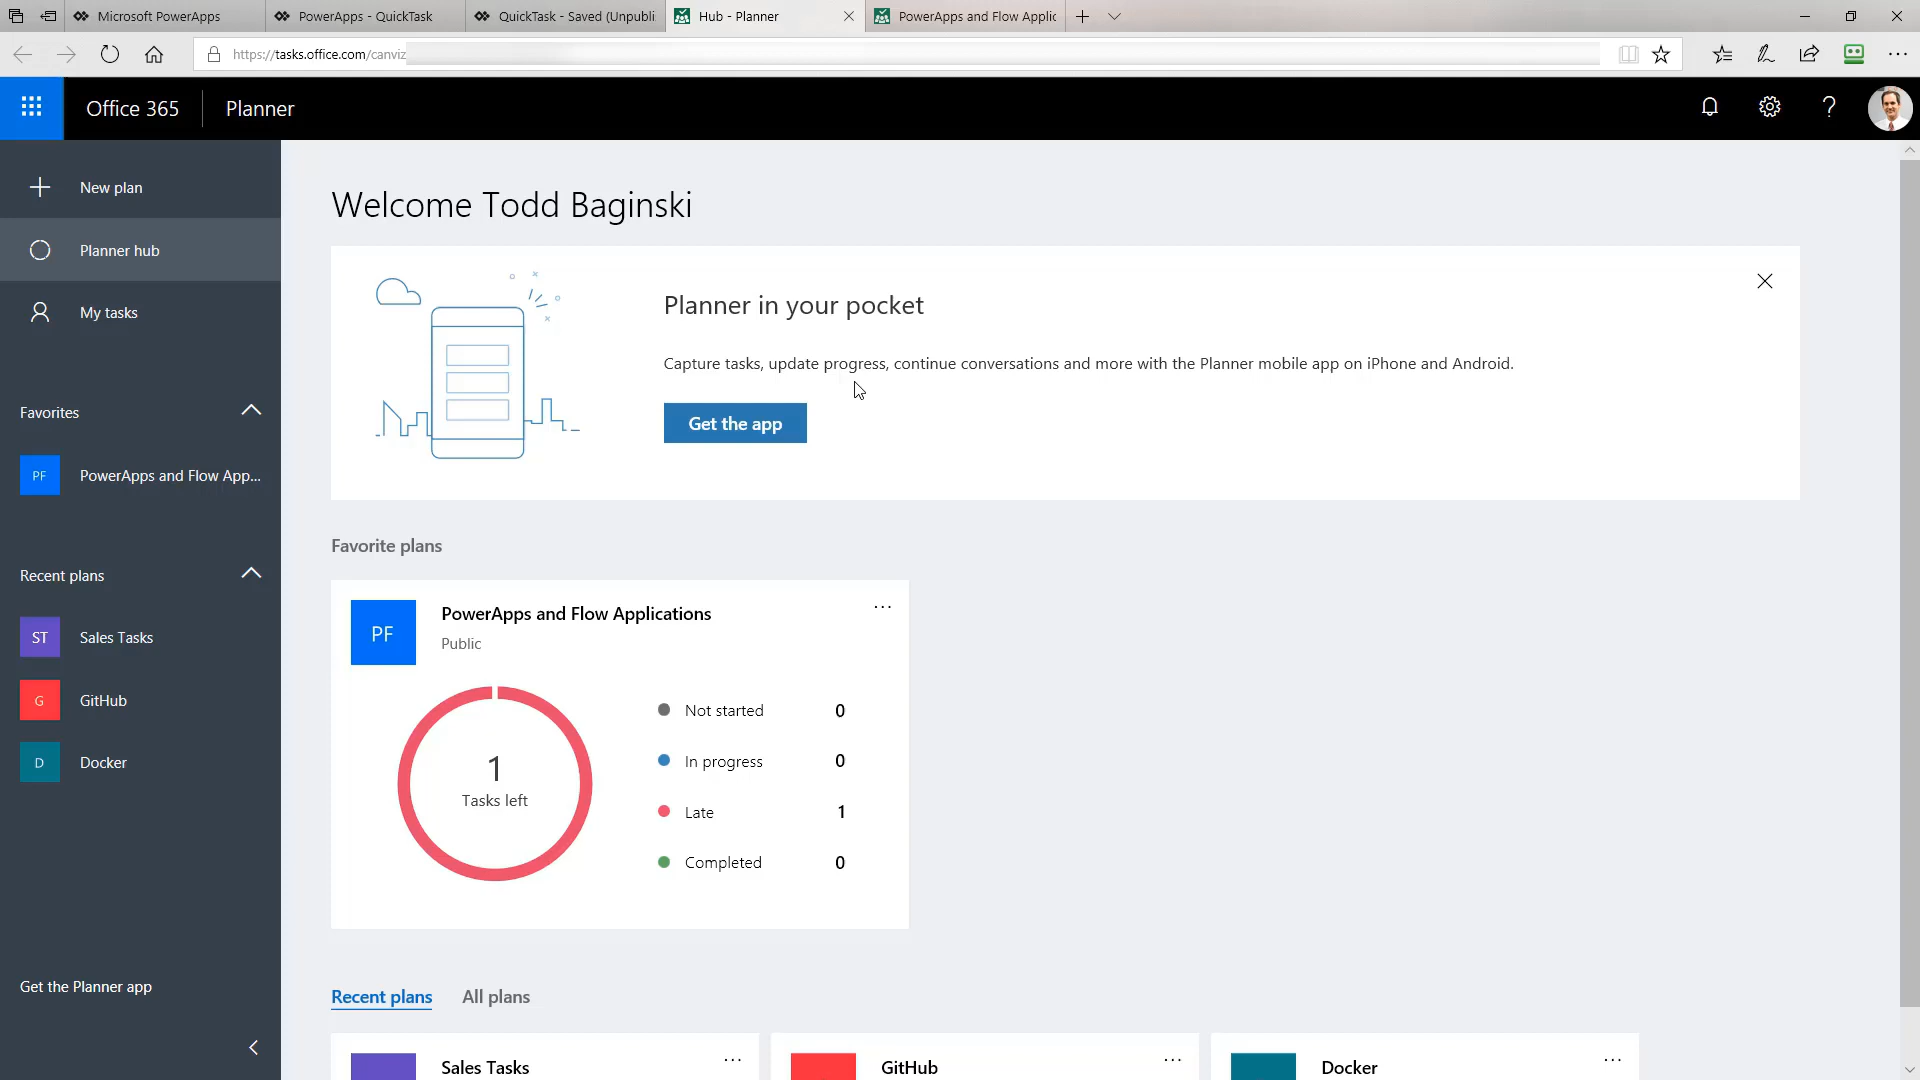 Microsoft PowerApps
PowerApps - QuickTask
QuickTask - Saved (Unpubli
Hub - Planner
PowerApps and Flow Applic
https://tasks.office.com/canviz
Office 365
Planner
?
New plan
Planner hub
My tasks
Favorites
PF
PowerApps and Flow App...
Recent plans
ST
Sales Tasks
G
GitHub
D
Docker
Get the Planner app
Welcome Todd Baginski
Planner in your pocket
Capture tasks, update progress, continue conversations and more with the Planner mobile app on iPhone and Android.
Get the app
Favorite plans
PF
PowerApps and Flow Applications
Public
1
Tasks left
Not started 0
In progress 0
Late 1
Completed 0
Recent plans
All plans
Sales Tasks
GitHub
Docker